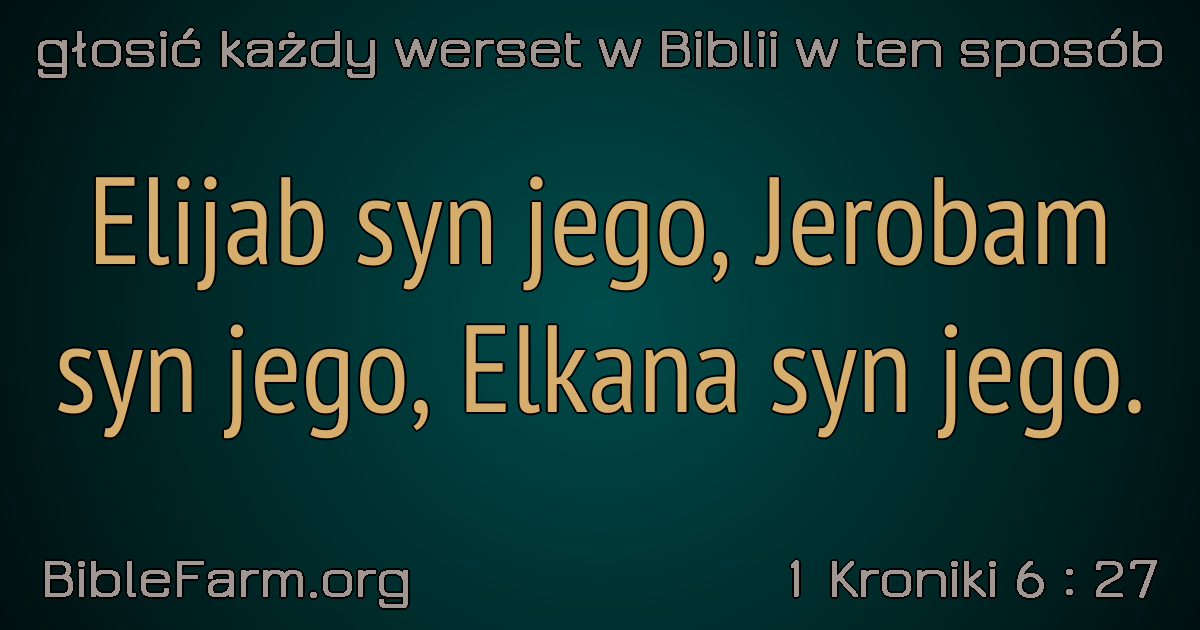 głosić każdy werset w Biblii w ten sposób
Elijab syn jego, Jerobam
syn jego, Elkana syn jego.
BibleFarm.org
1 Kroniki 6 : 27